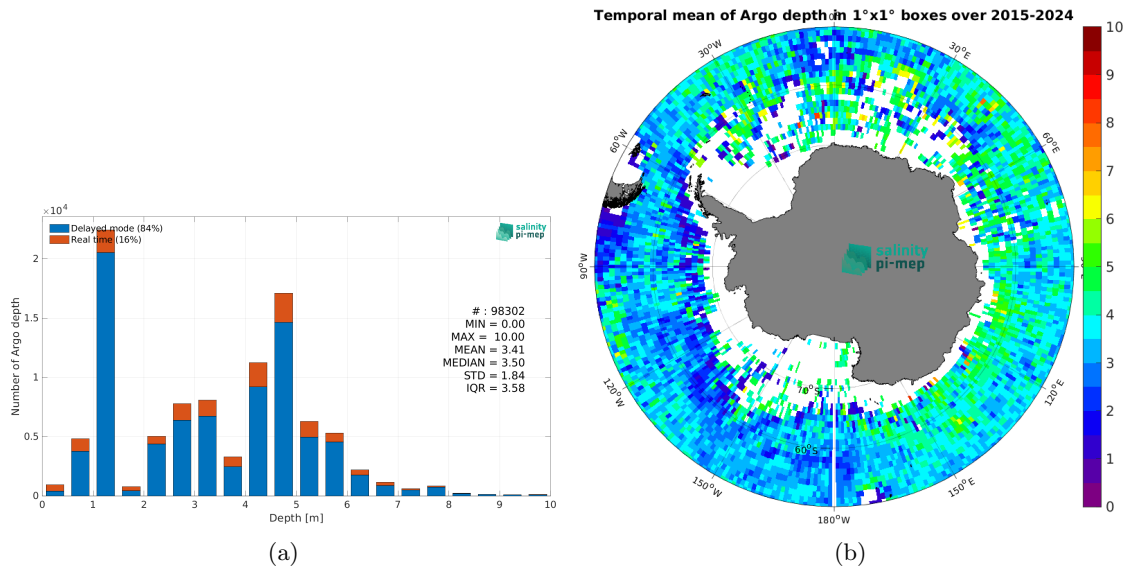 Temporal mean of Argo depth in 1°x1° boxes over 2015-2024
×10⁴
Delayed mode (84%)
Real time (16%)
salinity
pi-mep
# : 98302
MIN = 0.00
MAX = 10.00
MEAN = 3.41
MEDIAN = 3.50
STD = 1.84
IQR = 3.58
Number of Argo depth
2
1.5
1
0.5
0
0 1 2 3 4 5 6 7 8 9 10
Depth [m]
(a)
30°W
30°E
60°W
60°E
90°W
120°W
120°E
150°W
150°E
180°W
70°S
60°S
salinity
pi-mep
10
9
8
7
6
5
4
3
2
1
0
(b)